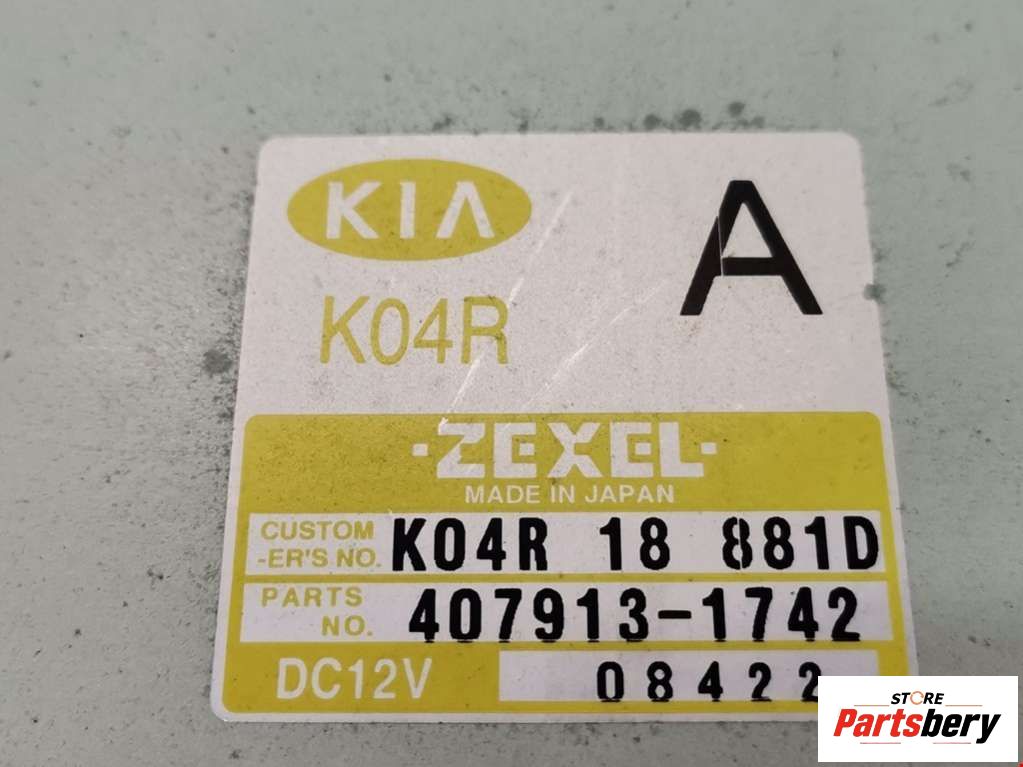 KIA
A
K04R
·ZEXEL·
MADE IN JAPAN
CUSTOM
-ER'S NO. K04R 18 881D
PARTS
NO. 407913-1742
DC12V 08422
STORE
Partsbery